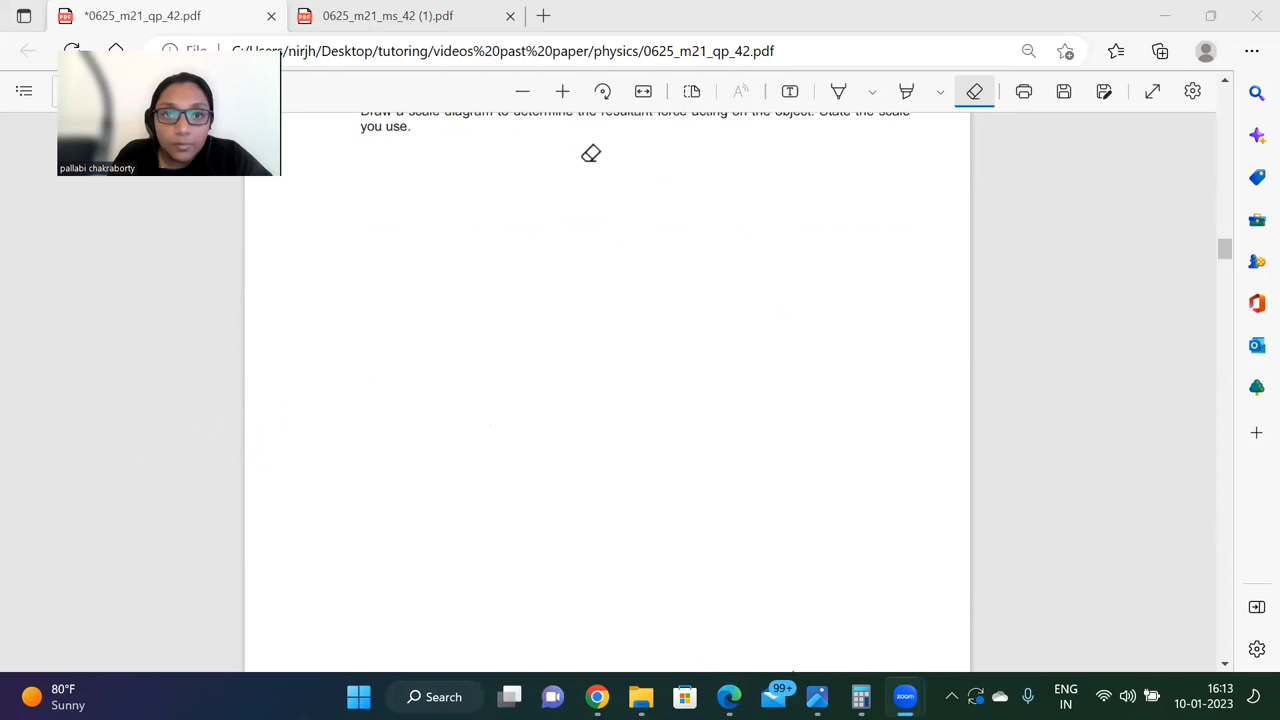 *0625_m21_qp_42.pdf
0625_m21_ms_42 (1).pdf
File
C:/Users/nirjh/Desktop/tutoring/videos%20past%20paper/physics/0625_m21_qp_42.pdf
pallabi chakraborty
Draw a scale diagram to determine the resultant force acting on the object. State the scale
you use.
80°F
Sunny
Search
99+
zoom
ENG
IN
16:13
10-01-2023